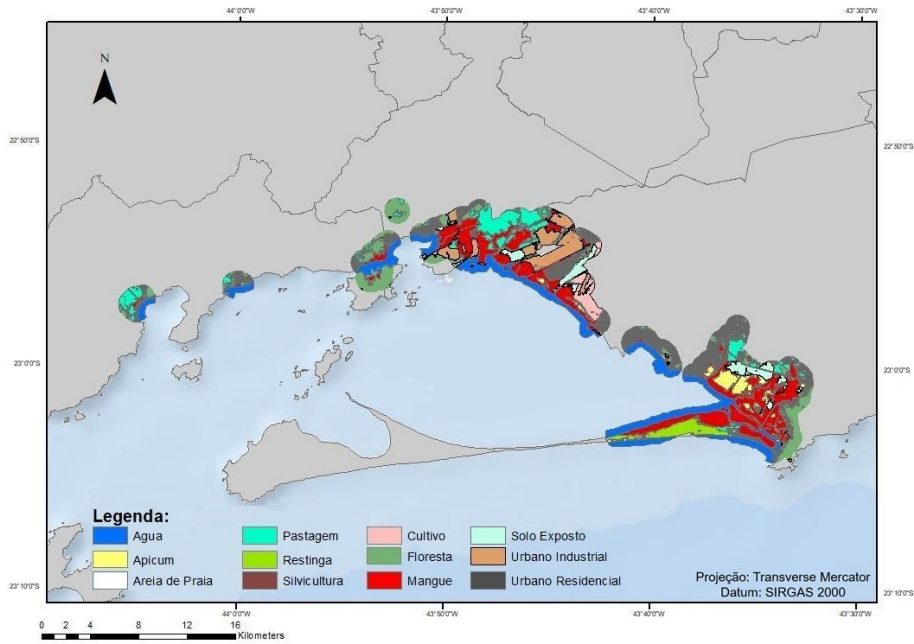 44°0'0"W 43°50'0"W 43°40'0"W 43°30'0"W
N
22°50'0"S 22°50'0"S
23°0'0"S 23°0'0"S
Legenda:
Agua Pastagem Cultivo Solo Exposto
Apicum Restinga Floresta Urbano Industrial
Areia de Praia Silvicultura Mangue Urbano Residencial
Projeção: Transverse Mercator
Datum: SIRGAS 2000
23°10'0"S 23°10'0"S
44°0'0"W 43°50'0"W 43°40'0"W 43°30'0"W
0 2 4 8 12 16
Kilometers